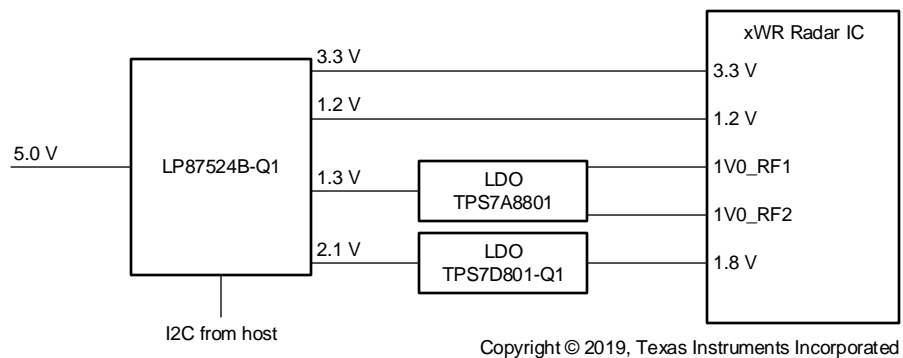 xWR Radar IC
3.3 V
3.3 V
1.2 V
1.2 V
5.0 V
LP87524B-Q1
1.3 V
LDO
TPS7A8801
1V0_RF1
1V0_RF2
2.1 V
LDO
TPS7D801-Q1
1.8 V
I2C from host
Copyright © 2019, Texas Instruments Incorporated